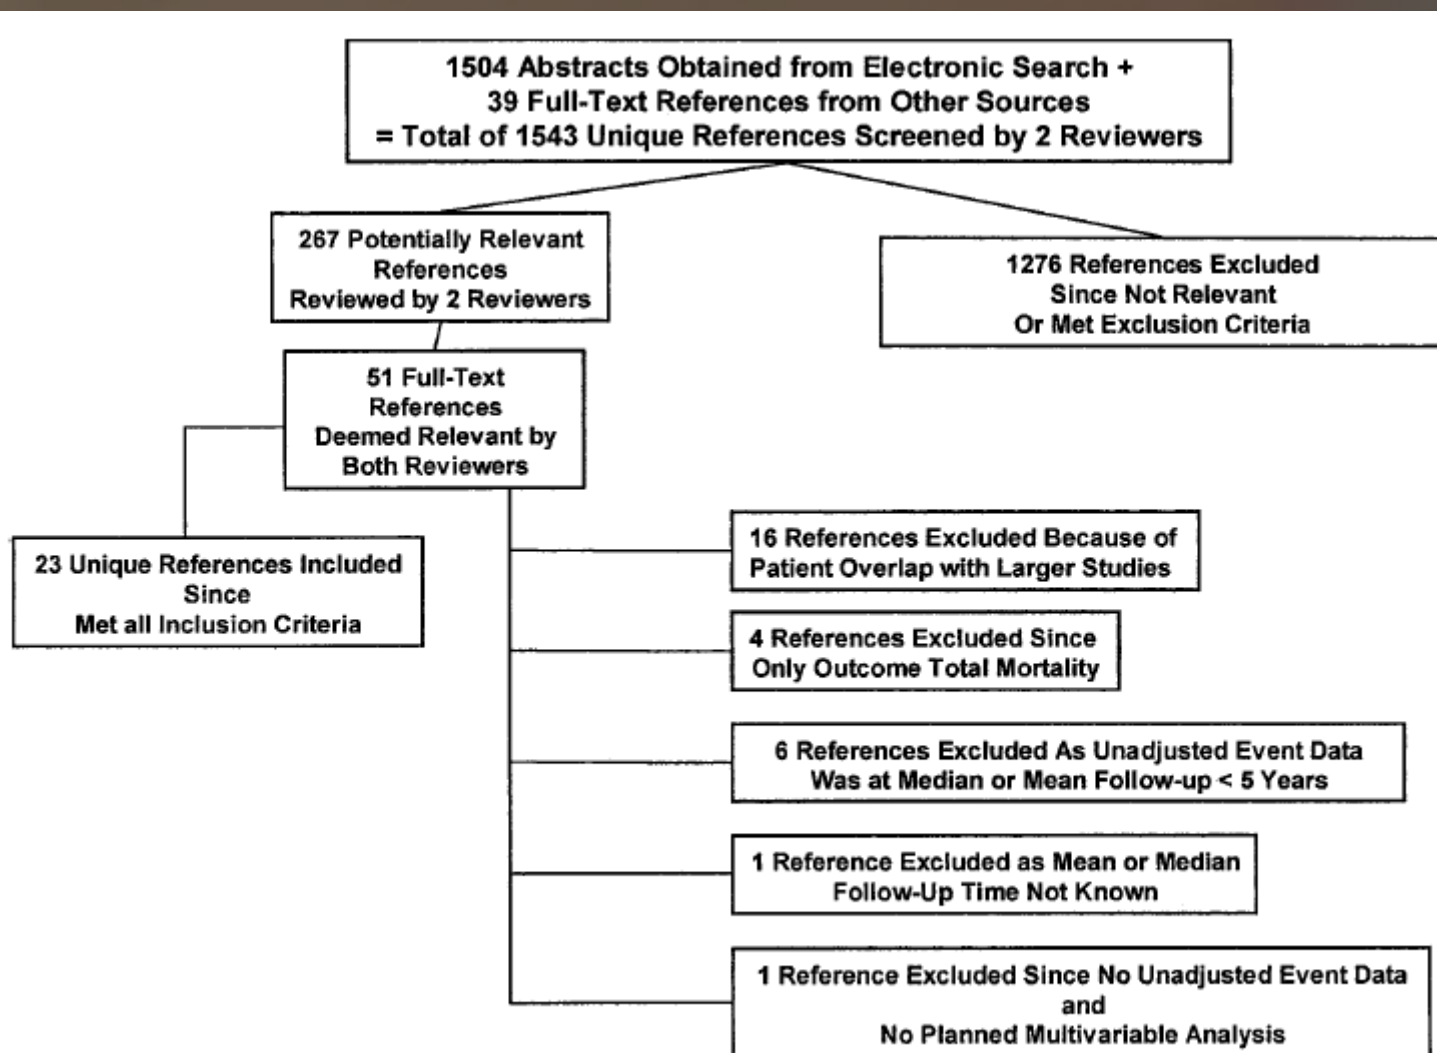 1504 Abstracts Obtained from Electronic Search +
39 Full-Text References from Other Sources
= Total of 1543 Unique References Screened by 2 Reviewers
267 Potentially Relevant
References
Reviewed by 2 Reviewers
1276 References Excluded
Since Not Relevant
Or Met Exclusion Criteria
51 Full-Text
References
Deemed Relevant by
Both Reviewers
23 Unique References Included
Since
Met all Inclusion Criteria
16 References Excluded Because of
Patient Overlap with Larger Studies
4 References Excluded Since
Only Outcome Total Mortality
6 References Excluded As Unadjusted Event Data
Was at Median or Mean Follow-up < 5 Years
1 Reference Excluded as Mean or Median
Follow-Up Time Not Known
1 Reference Excluded Since No Unadjusted Event Data
and
No Planned Multivariable Analysis